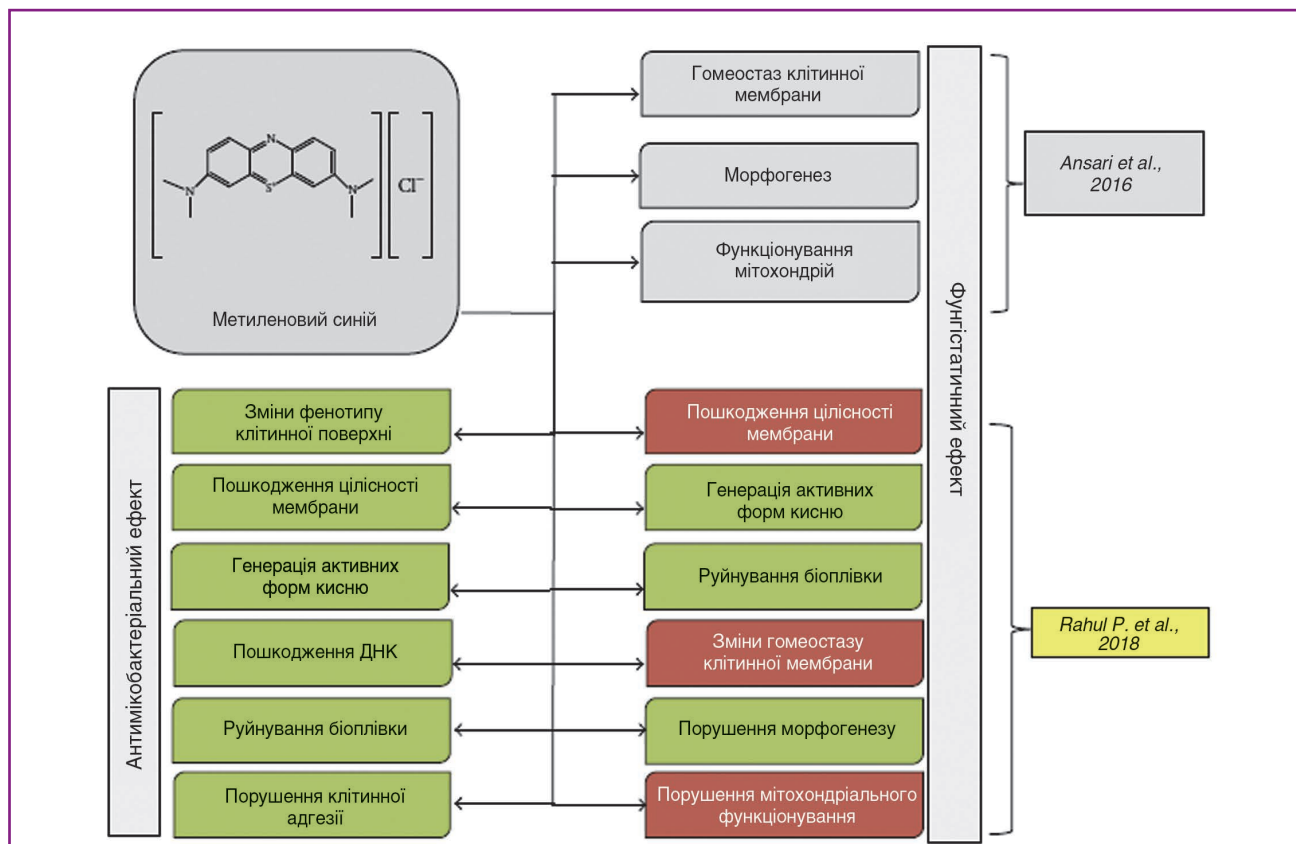 N
N
S⁺
N
Cl⁻
Метиленовий синій
Гомеостаз клітинної
мембрани
Морфогенез
Функціонування
мітохондрій
Ansari et al.,
2016
Фунгістатичний ефект
Антимікобактеріальний ефект
Зміни фенотипу
клітинної поверхні
Пошкодження цілісності
мембрани
Пошкодження цілісності
мембрани
Генерація активних
форм кисню
Генерація активних
форм кисню
Руйнування біоплівки
Пошкодження ДНК
Зміни гомеостазу
клітинної мембрани
Руйнування біоплівки
Порушення морфогенезу
Порушення клітинної
адгезії
Порушення мітохондріального
функціонування
Rahul P. et al.,
2018